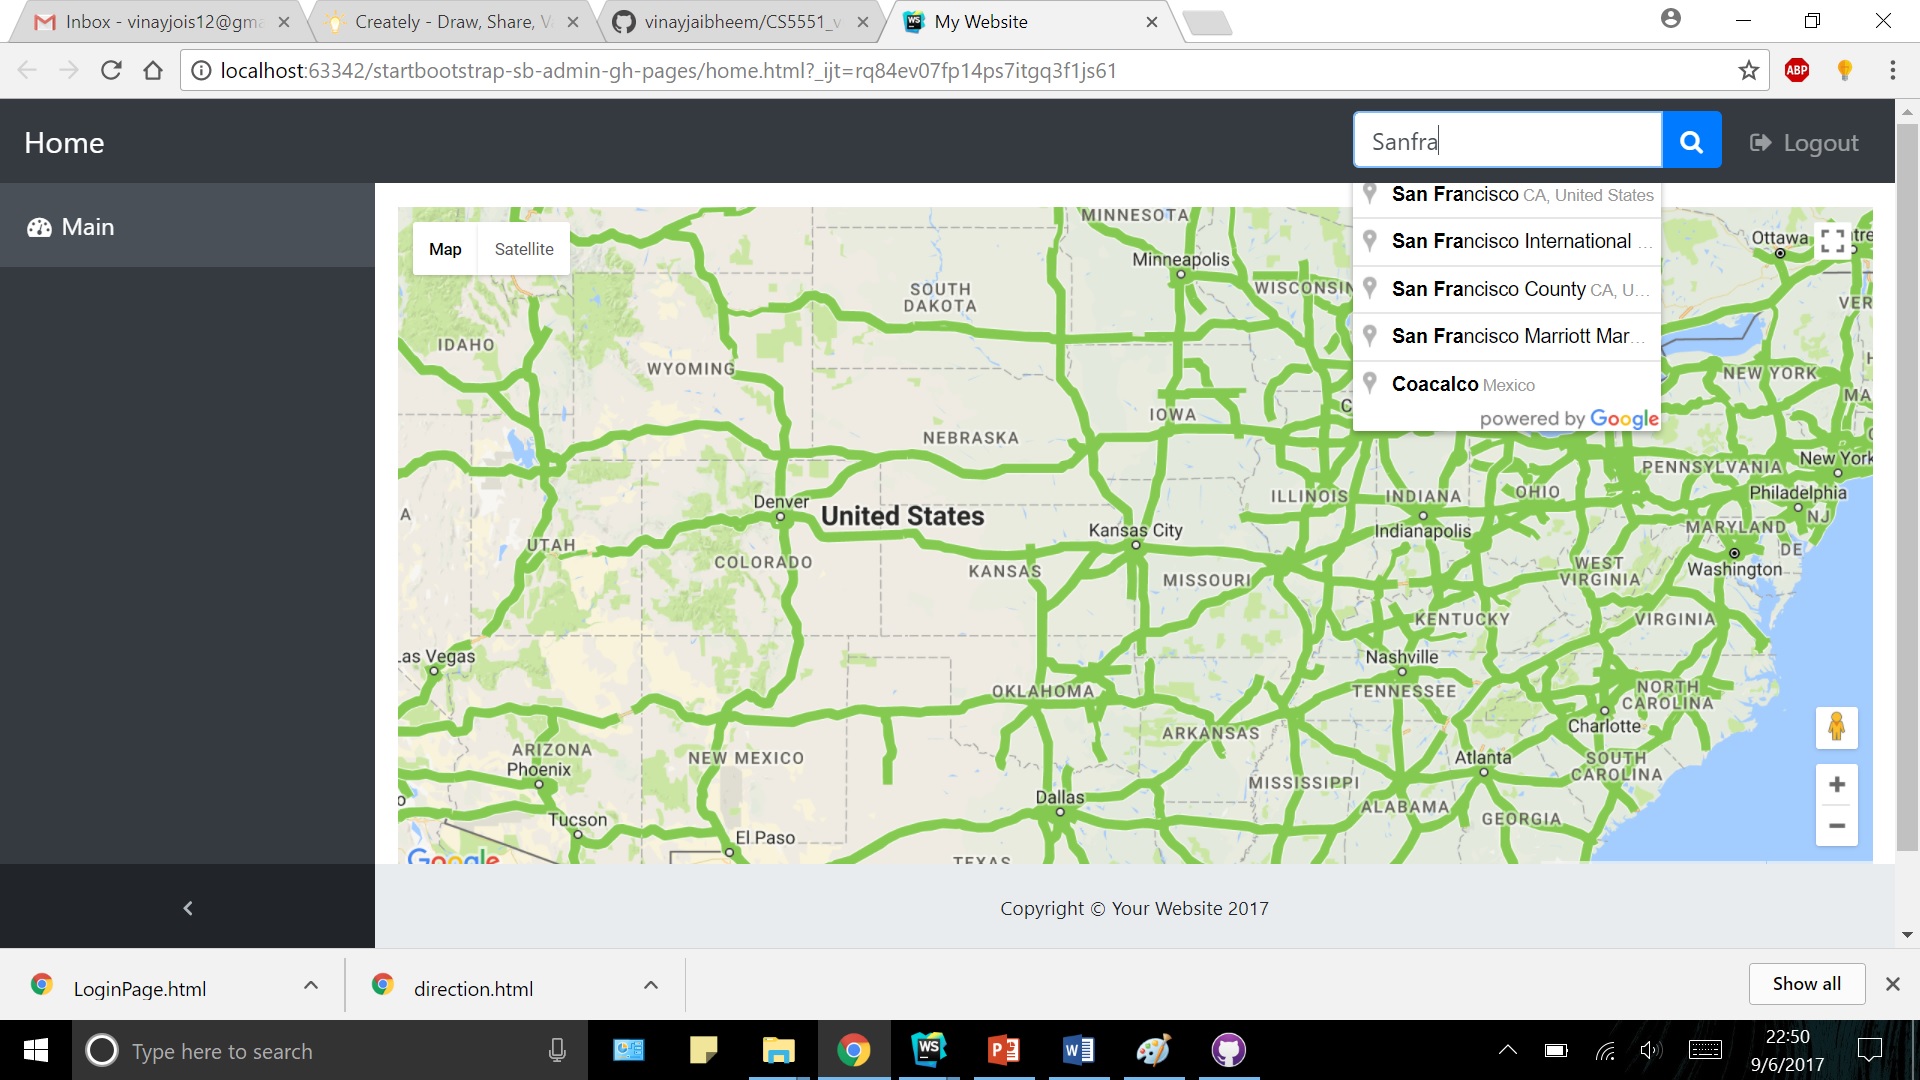 Inbox - vinayjois12@gma
Creately - Draw, Share, Va
vinayjaibheem/CS5551_v
My Website
localhost:63342/startbootstrap-sb-admin-gh-pages/home.html?_ijt=rq84ev07fp14ps7itgq3f1js61
ABP
Home
Sanfra
Logout
Main
San Francisco CA, United States
San Francisco International ...
San Francisco County CA, U...
San Francisco Marriott Mar...
Coacalco Mexico
powered by Google
Map
Satellite
MINNESOTA
Minneapolis
Ottawa
SOUTH
DAKOTA
WISCONSIN
VER
IDAHO
WYOMING
NEW YORK
MA
IOWA
NEBRASKA
PENNSYLVANIA
New York
Philadelphia
ILLINOIS
INDIANA
OHIO
Denver
United States
Kansas City
Indianapolis
MARYLAND
NJ
UTAH
COLORADO
KANSAS
MISSOURI
WEST
VIRGINIA
DE
Washington
KENTUCKY
VIRGINIA
Las Vegas
Nashville
OKLAHOMA
TENNESSEE
NORTH
CAROLINA
Charlotte
ARKANSAS
ARIZONA
Phoenix
NEW MEXICO
Atlanta
SOUTH
CAROLINA
MISSISSIPPI
Dallas
ALABAMA
GEORGIA
Tucson
El Paso
TEXAS
Google
Copyright © Your Website 2017
LoginPage.html
direction.html
Show all
Type here to search
WS
22:50
9/6/2017